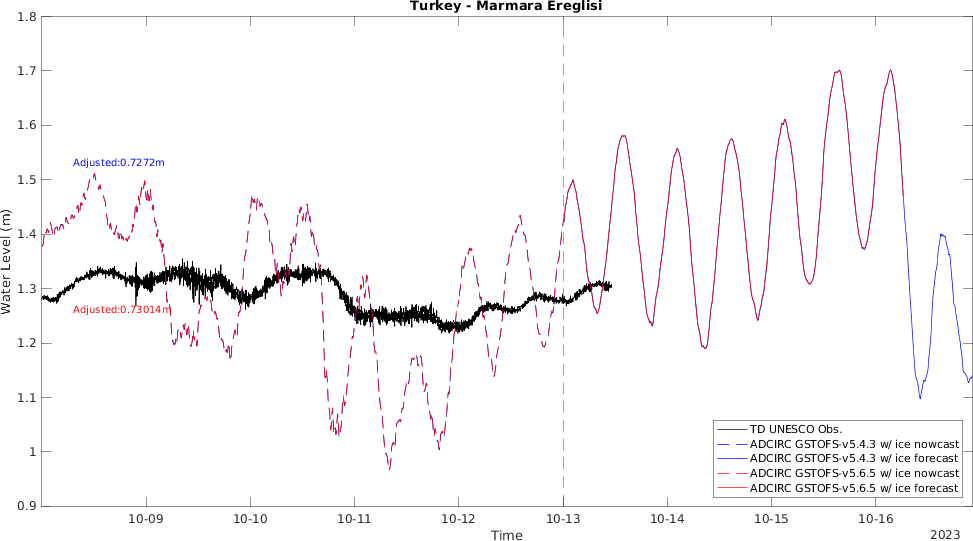 Turkey - Marmara Ereglisi
1.8
1.7
1.6
1.5
1.4
1.3
1.2
1.1
1
0.9
Water Level (m)
Adjusted:0.7272m
Adjusted:0.73014m
TD UNESCO Obs.
ADCIRC GSTOFS-v5.4.3 w/ ice nowcast
ADCIRC GSTOFS-v5.4.3 w/ ice forecast
ADCIRC GSTOFS-v5.6.5 w/ ice nowcast
ADCIRC GSTOFS-v5.6.5 w/ ice forecast
10-09 10-10 10-11 10-12 10-13 10-14 10-15 10-16
Time
2023